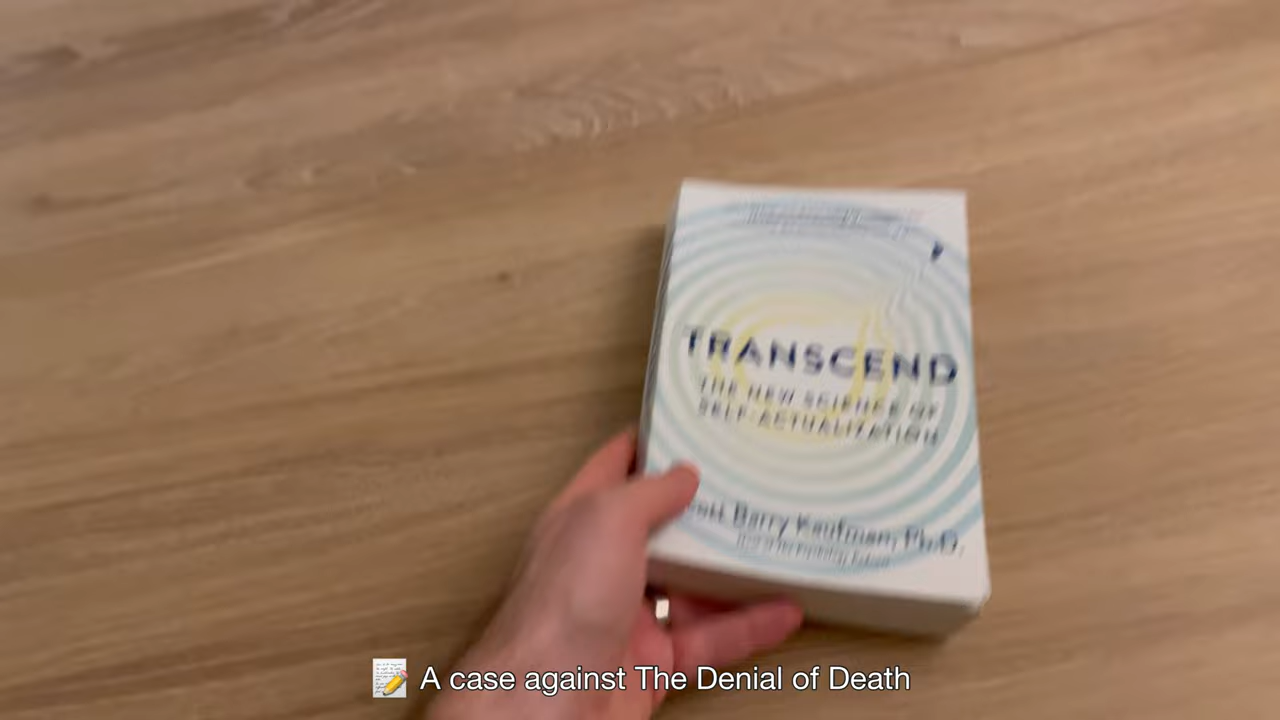 TRANSCEND
THE NEW SCIENCE OF
SELF-ACTUALIZATION
Barry Kaufman, Ph.D.
A case against The Denial of Death